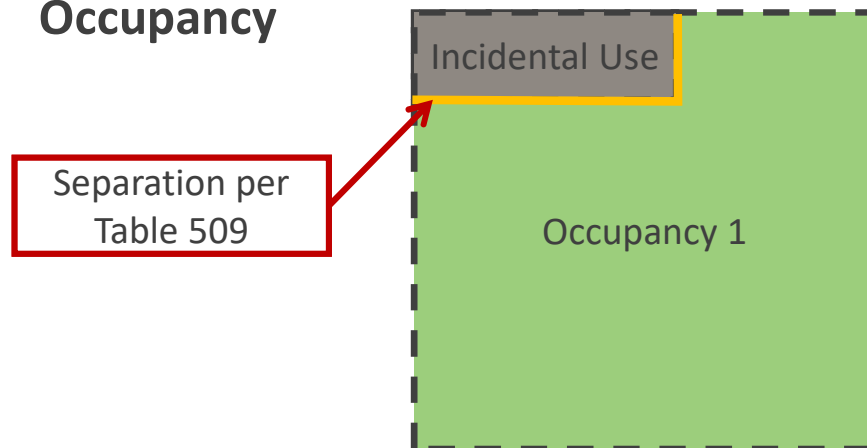 Occupancy
Incidental Use
Separation per
Table 509
Occupancy 1